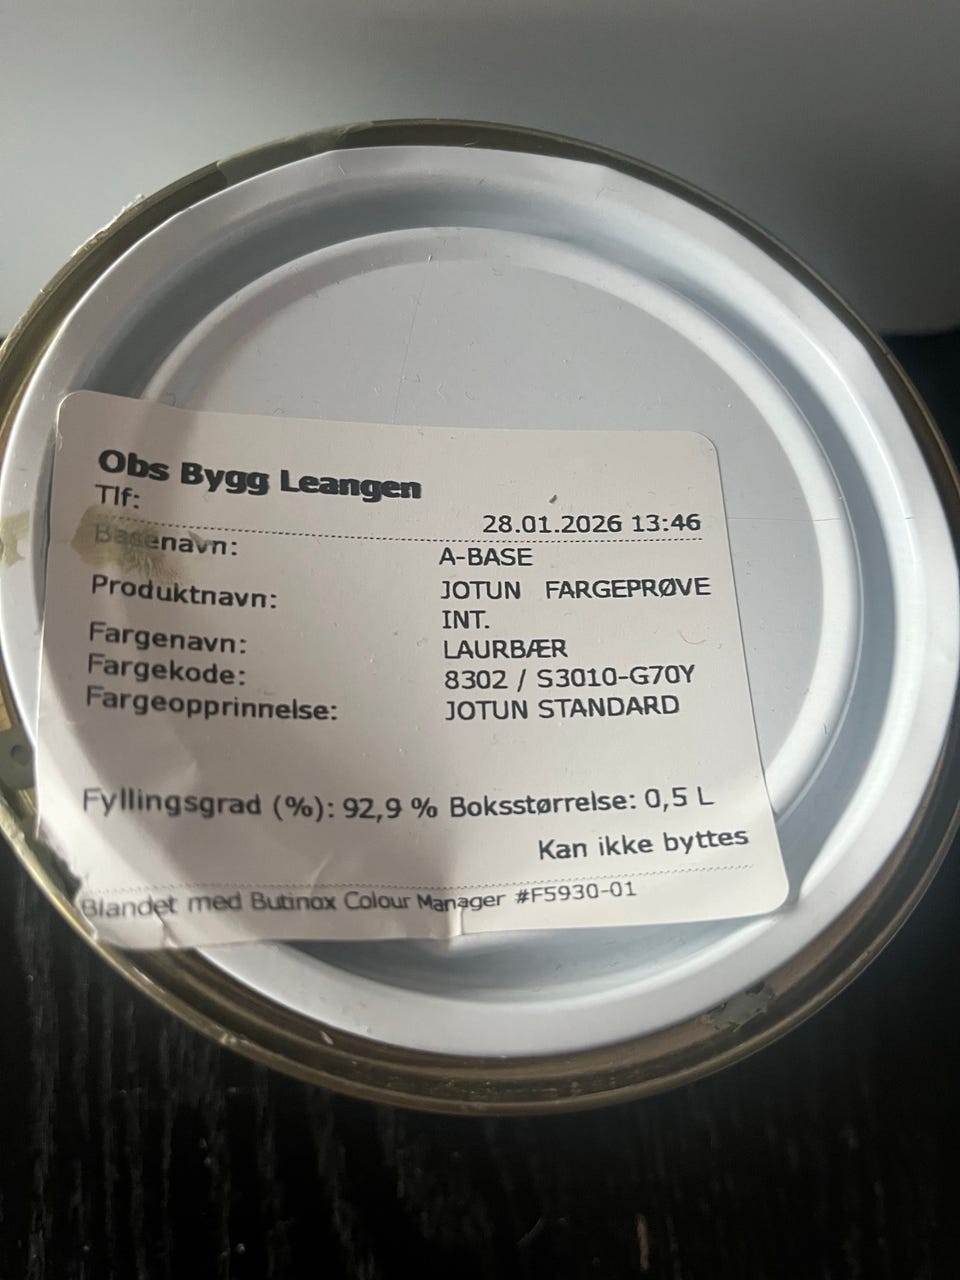 Obs Bygg Leangen
Tlf:
28.01.2026 13:46
Basenavn: A-BASE
Produktnavn: JOTUN FARGEPRØVE
INT.
Fargenavn: LAURBÆR
Fargekode: 8302 / S3010-G70Y
Fargeopprinnelse: JOTUN STANDARD
Fyllingsgrad (%): 92,9 % Boksstørrelse: 0,5 L
Kan ikke byttes
Blandet med Butinox Colour Manager #F5930-01